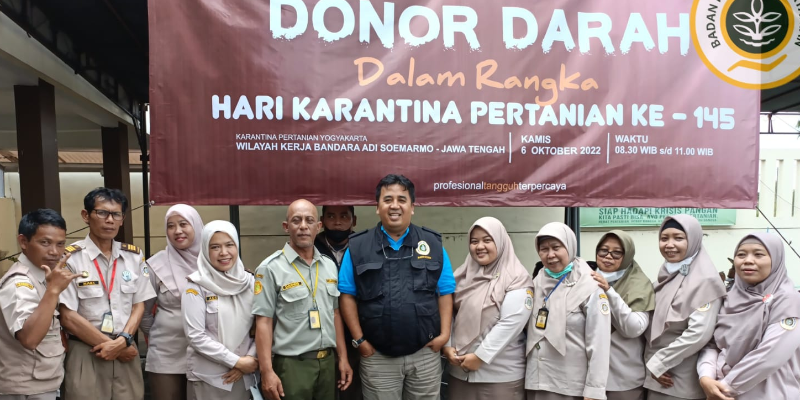 DONOR DARAH
Dalam Rangka
HARI KARANTINA PERTANIAN KE - 145
KARANTINA PERTANIAN YOGYAKARTA
WILAYAH KERJA BANDARA ADI SOEMARMO - JAWA TENGAH
KAMIS
6 OKTOBER 2022
WAKTU
08.30 WIB s/d 11.00 WIB
profesionaltangguhterpercaya
BADAN
SIAP HADAPI KRISIS PANGAN